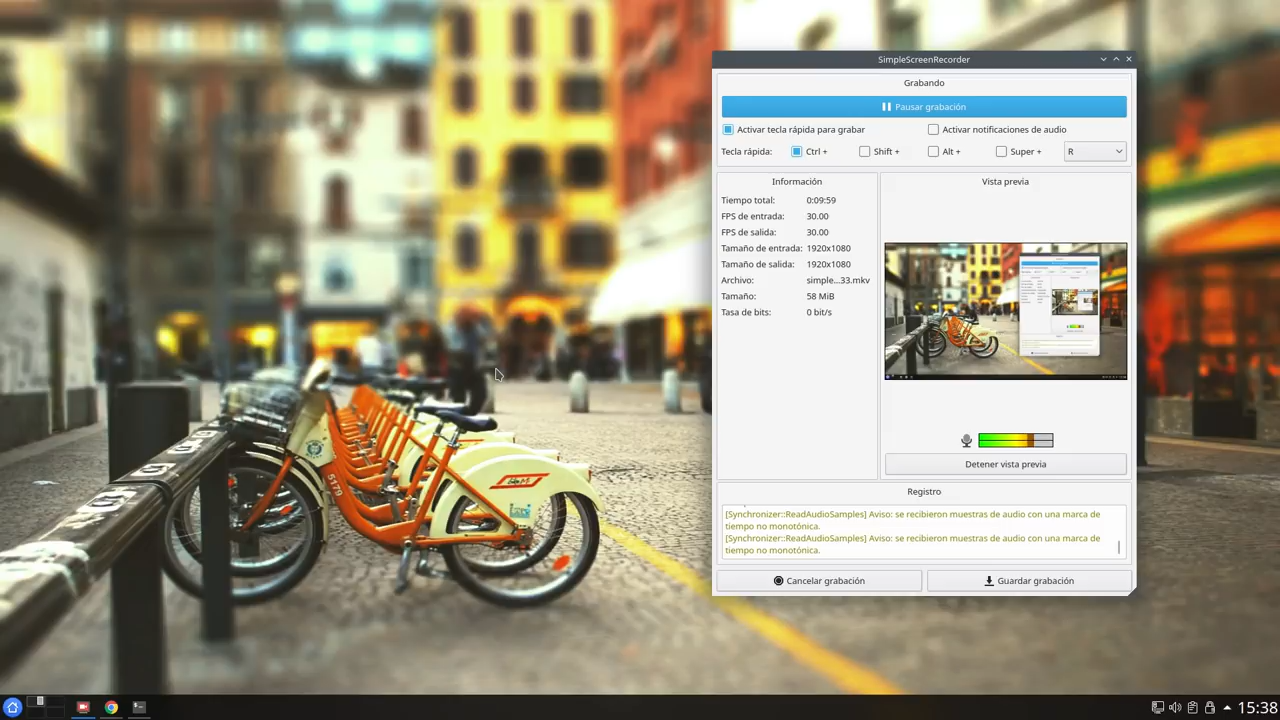 SimpleScreenRecorder
Grabando
Pausar grabación
Activar tecla rápida para grabar
Activar notificaciones de audio
Tecla rápida:
Ctrl +
Shift +
Alt +
Super +
R
Información
Tiempo total: 0:09:59
FPS de entrada: 30.00
FPS de salida: 30.00
Tamaño de entrada: 1920x1080
Tamaño de salida: 1920x1080
Archivo: simple...33.mkv
Tamaño: 58 MiB
Tasa de bits: 0 bit/s
Vista previa
Detener vista previa
Registro
[Synchronizer::ReadAudioSamples] Aviso: se recibieron muestras de audio con una marca de
tiempo no monotónica.
[Synchronizer::ReadAudioSamples] Aviso: se recibieron muestras de audio con una marca de
tiempo no monotónica.
Cancelar grabación
Guardar grabación
5179
15:38